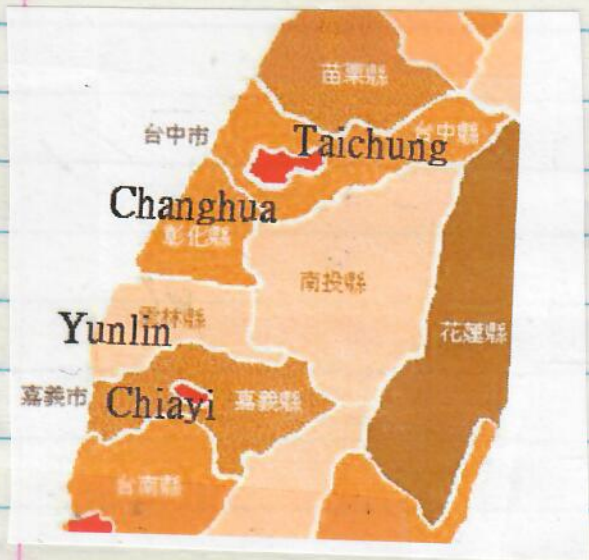 苗栗縣
台中市
Taichung
台中縣
Changhua
彰化縣
南投縣
Yunlin
雲林縣
花蓮縣
嘉義市
Chiayi
嘉義縣
台南縣